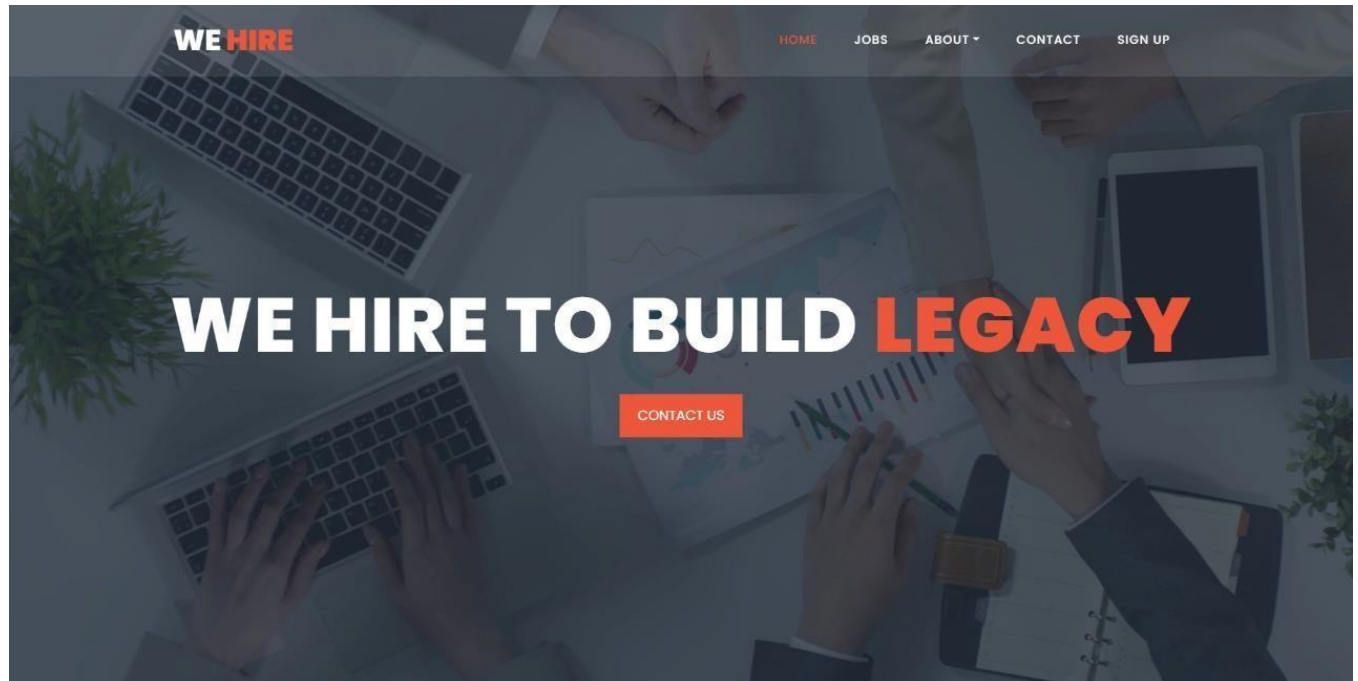 WE HIRE
HOME JOBS ABOUT CONTACT SIGN UP
WE HIRE TO BUILD LEGACY
CONTACT US